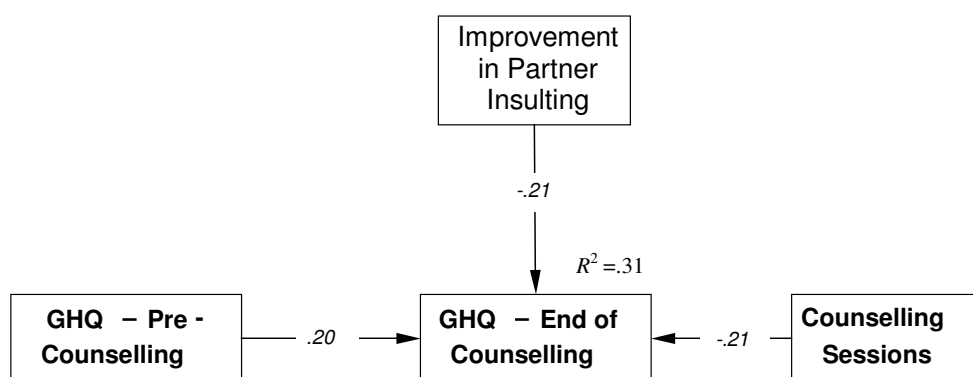 Improvement
in Partner
Insulting
-.21
R² =.31
GHQ – Pre -
Counselling
.20
GHQ – End of
Counselling
-.21
Counselling
Sessions